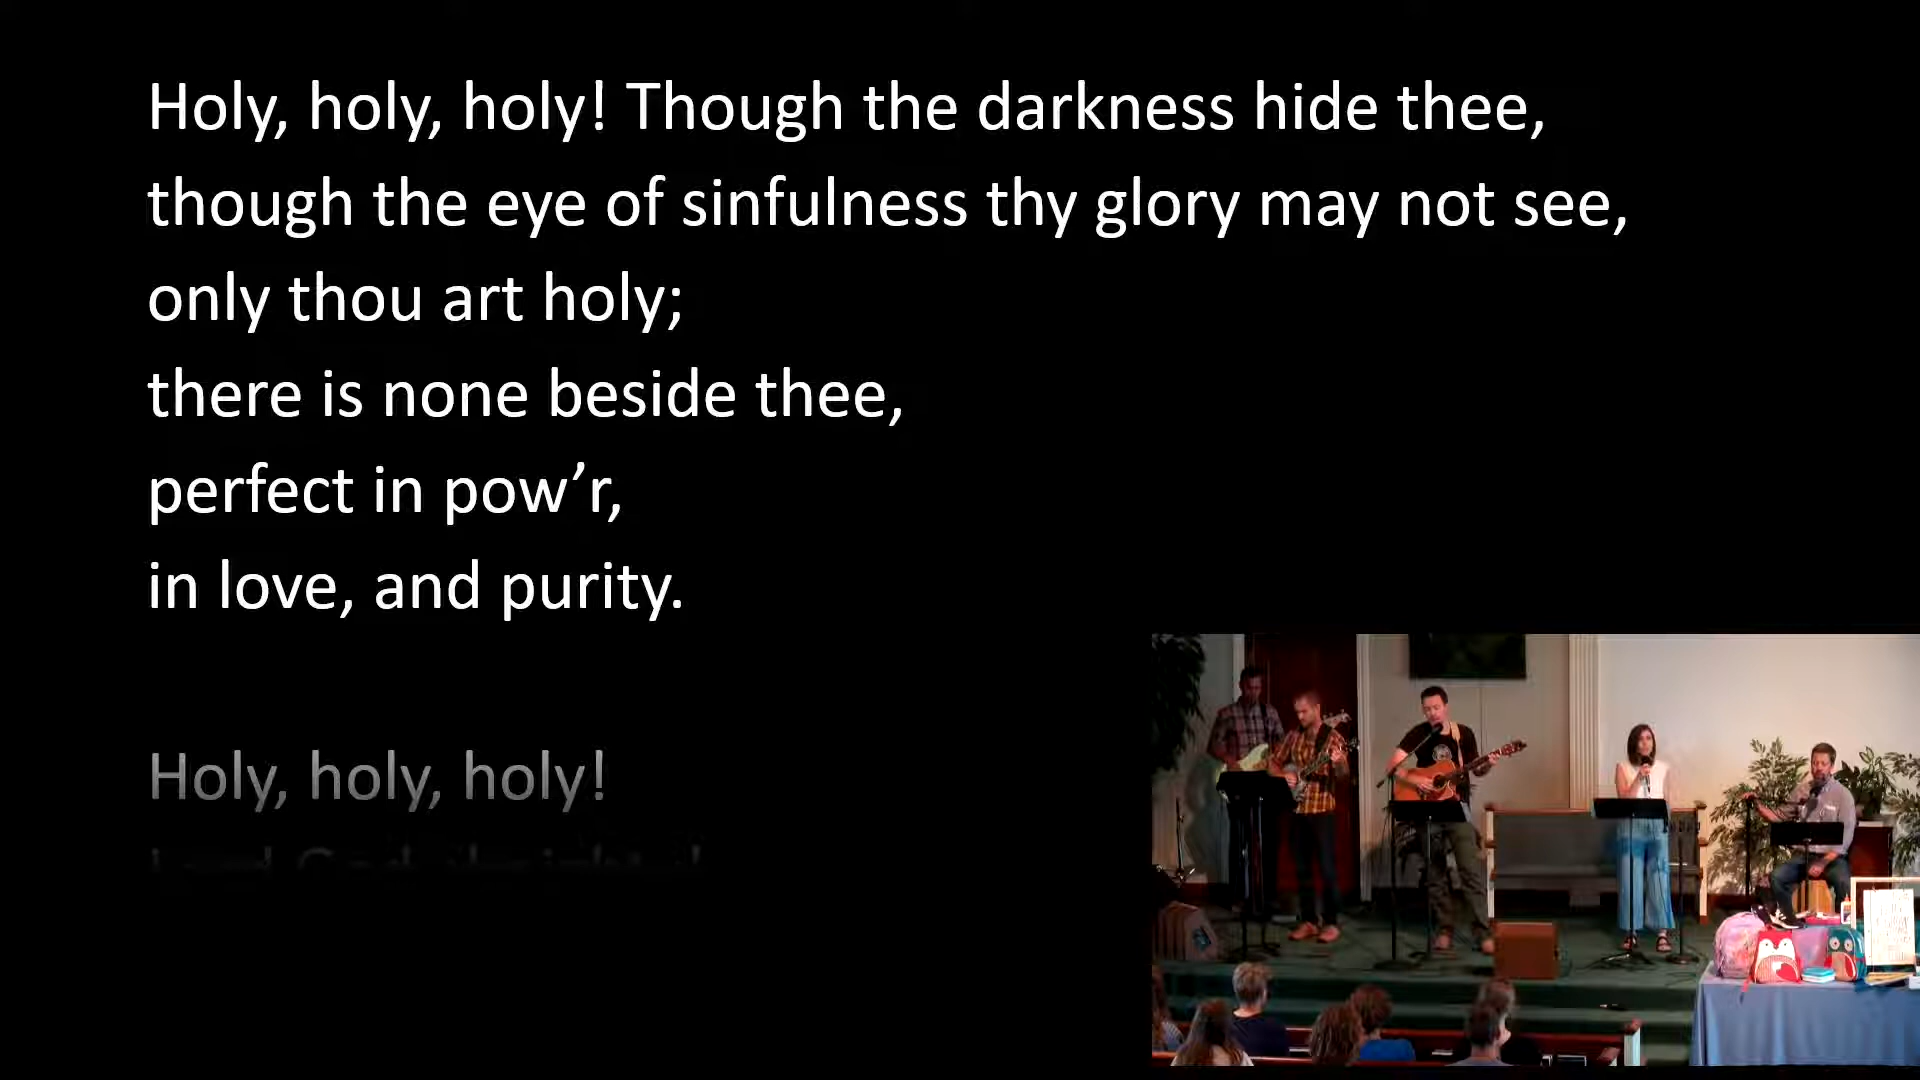 Holy, holy, holy! Though the darkness hide thee,
though the eye of sinfulness thy glory may not see,
only thou art holy;
there is none beside thee,
perfect in pow’r,
in love, and purity.
Holy, holy, holy!